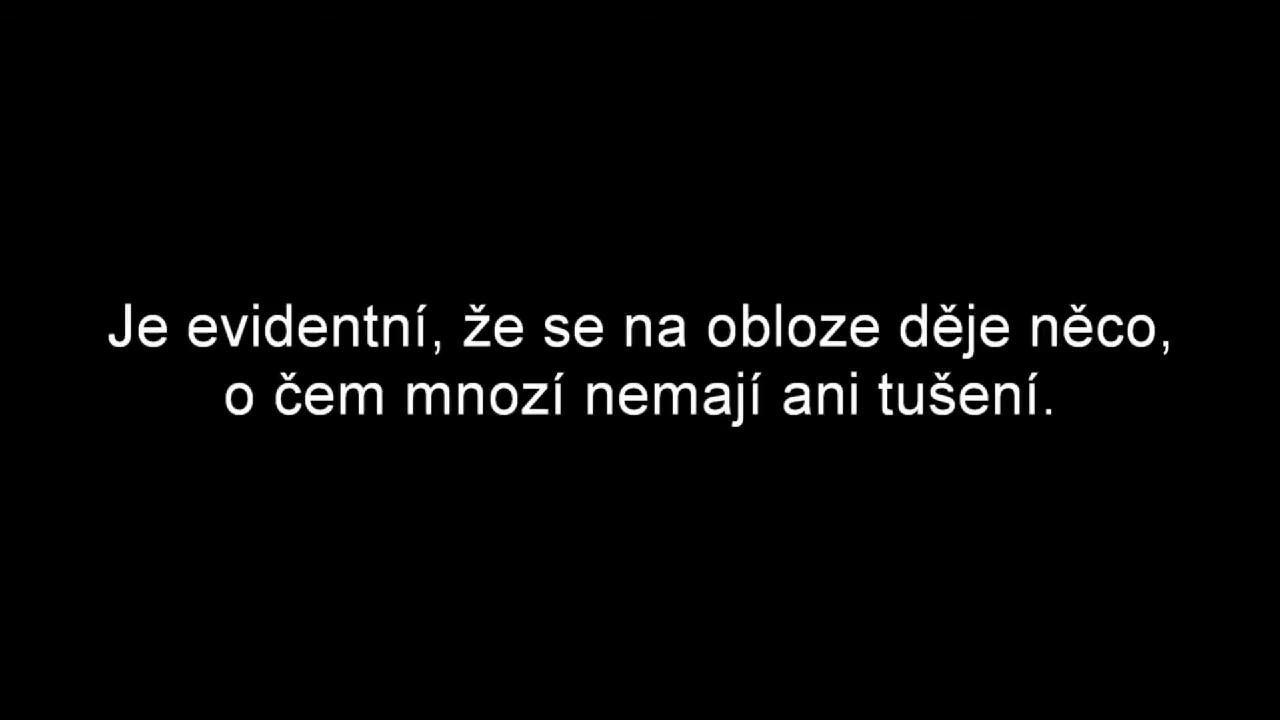 Je evidentní, že se na obloze děje něco,
o čem mnozí nemají ani tušení.